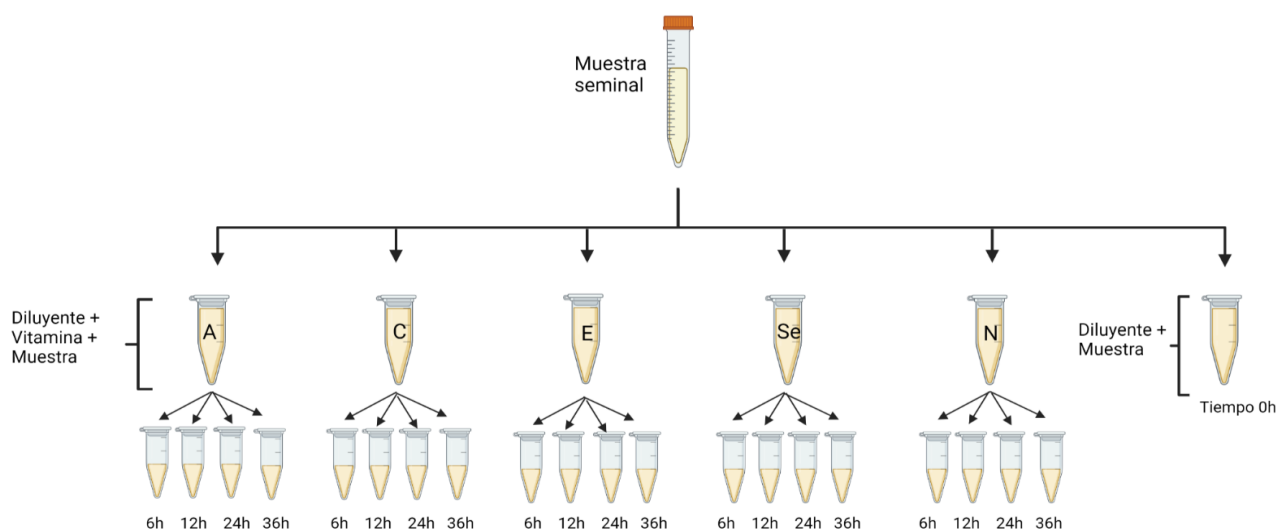 Muestra
seminal
Diluyente +
Vitamina +
Muestra
A
C
E
Se
N
Diluyente +
Muestra
Tiempo 0h
6h 12h 24h 36h
6h 12h 24h 36h
6h 12h 24h 36h
6h 12h 24h 36h
6h 12h 24h 36h